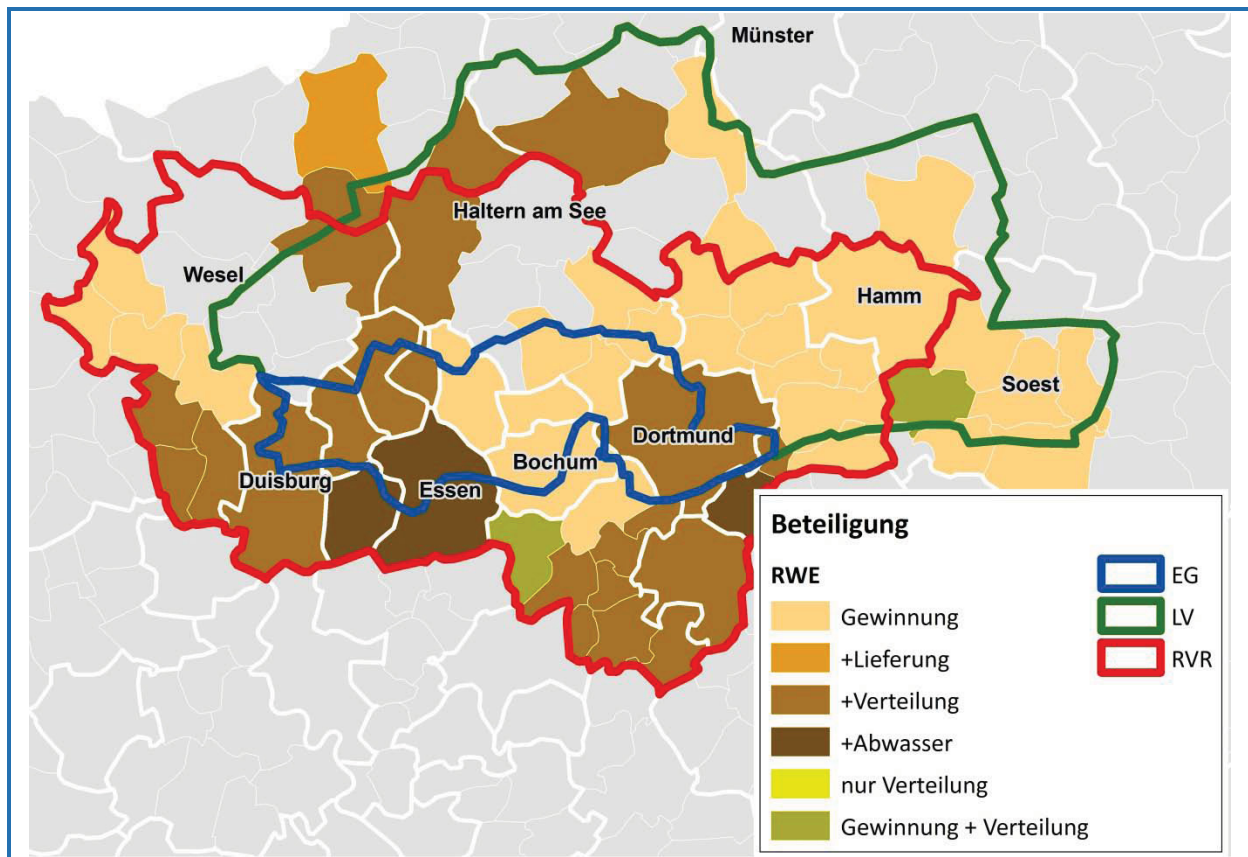 Münster
Haltern am See
Wesel
Hamm
Soest
Dortmund
Bochum
Duisburg
Essen
Beteiligung
RWE
Gewinnung
+Lieferung
+Verteilung
+Abwasser
nur Verteilung
Gewinnung + Verteilung
EG
LV
RVR